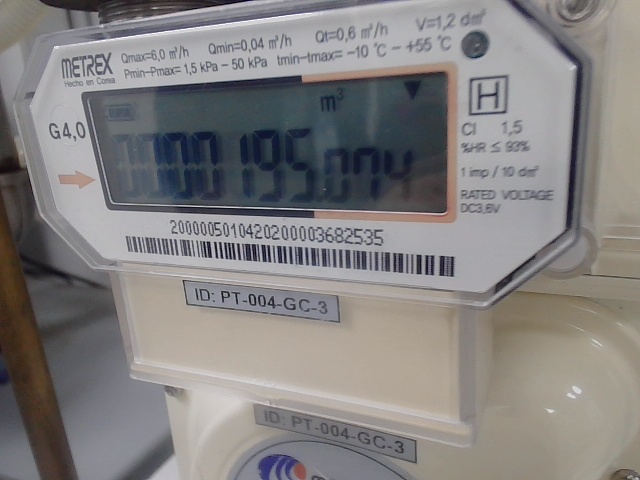 METREX
Hecho en Corea
Qmax=6,0 m³/h Qmin=0,04 m³/h Qt=0,6 m³/h V=1,2 dm³
Pmin-Pmax= 1,5 kPa - 50 kPa tmin-tmax= -10 °C - +55 °C
G4,0
m³
0000195.074
H
Cl 1,5
%HR ≤ 93%
1 imp / 10 dm³
RATED VOLTAGE
DC3,6V
20000050104202000003682535
ID: PT-004-GC-3
ID: PT-004-GC-3